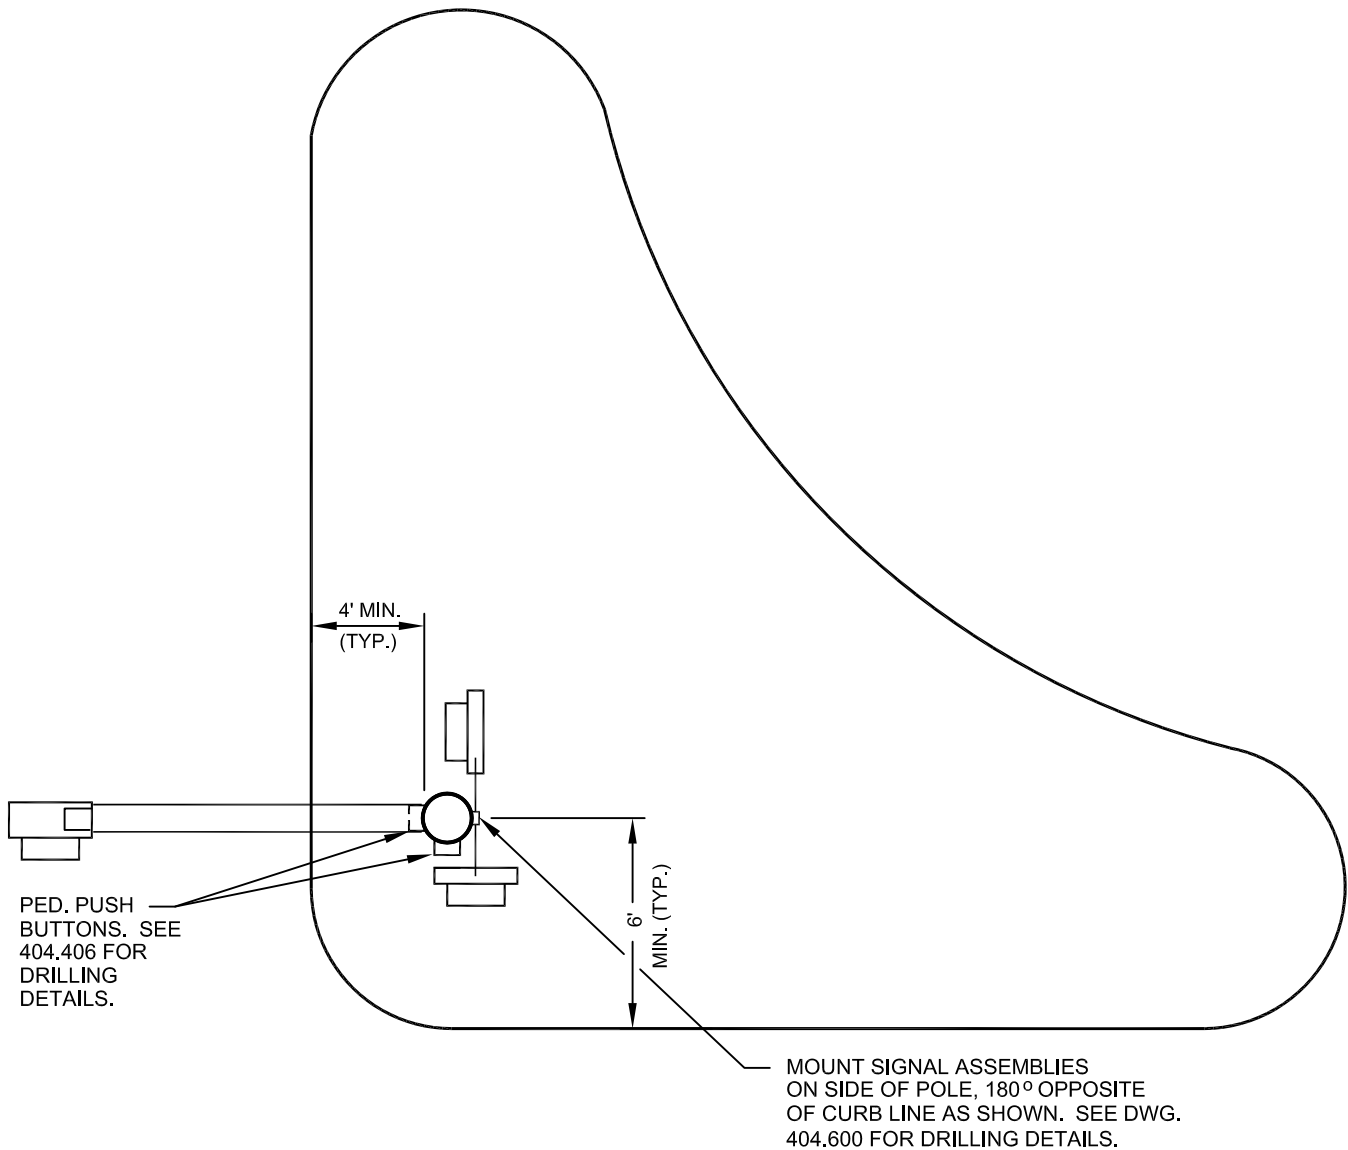 4' MIN.
(TYP.)
6'
MIN. (TYP.)
PED. PUSH
BUTTONS. SEE
404.406 FOR
DRILLING
DETAILS.
MOUNT SIGNAL ASSEMBLIES
ON SIDE OF POLE, 180° OPPOSITE
OF CURB LINE AS SHOWN. SEE DWG.
404.600 FOR DRILLING DETAILS.